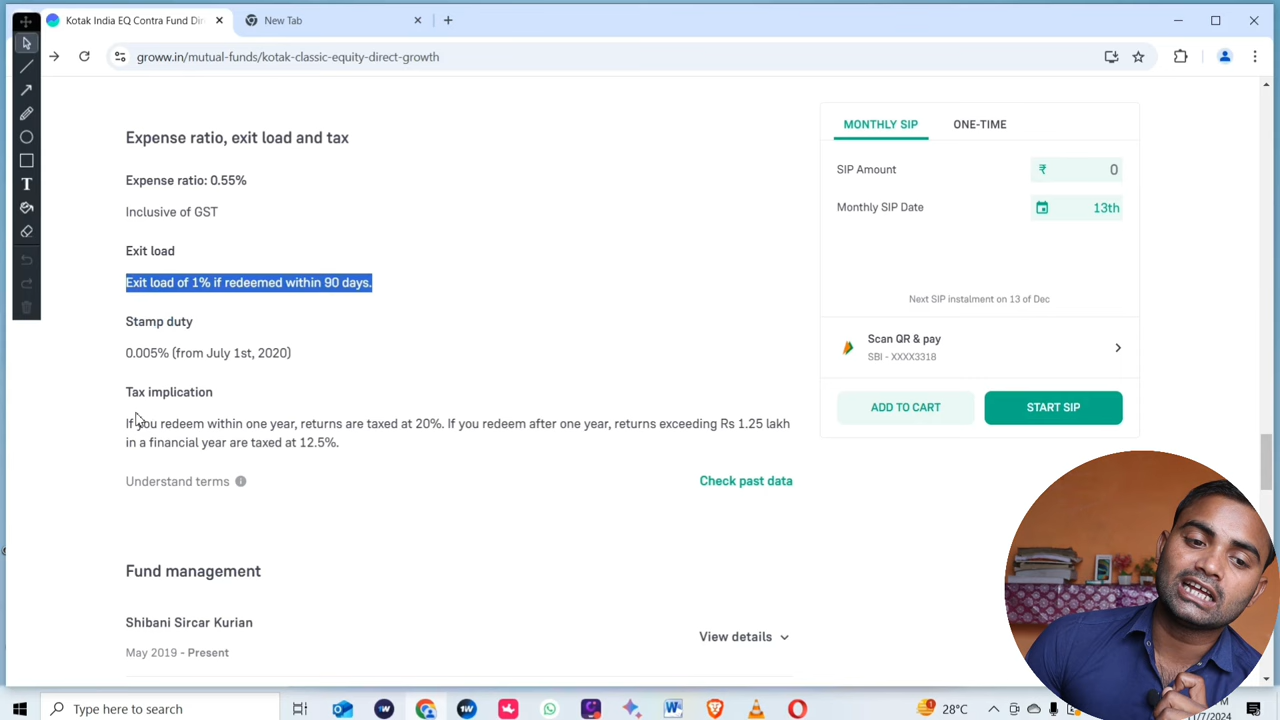 Kotak India EQ Contra Fund Dir
New Tab
groww.in/mutual-funds/kotak-classic-equity-direct-growth
Expense ratio, exit load and tax
Expense ratio: 0.55%
Inclusive of GST
Exit load
Exit load of 1% if redeemed within 90 days.
Stamp duty
0.005% (from July 1st, 2020)
Tax implication
If you redeem within one year, returns are taxed at 20%. If you redeem after one year, returns exceeding Rs 1.25 lakh
in a financial year are taxed at 12.5%.
Understand terms
Check past data
Fund management
Shibani Sircar Kurian
View details
May 2019 - Present
MONTHLY SIP ONE-TIME
SIP Amount ₹ 0
Monthly SIP Date 13th
Next SIP instalment on 13 of Dec
Scan QR & pay
SBI - XXXX3318
ADD TO CART START SIP
T
Type here to search
28°C